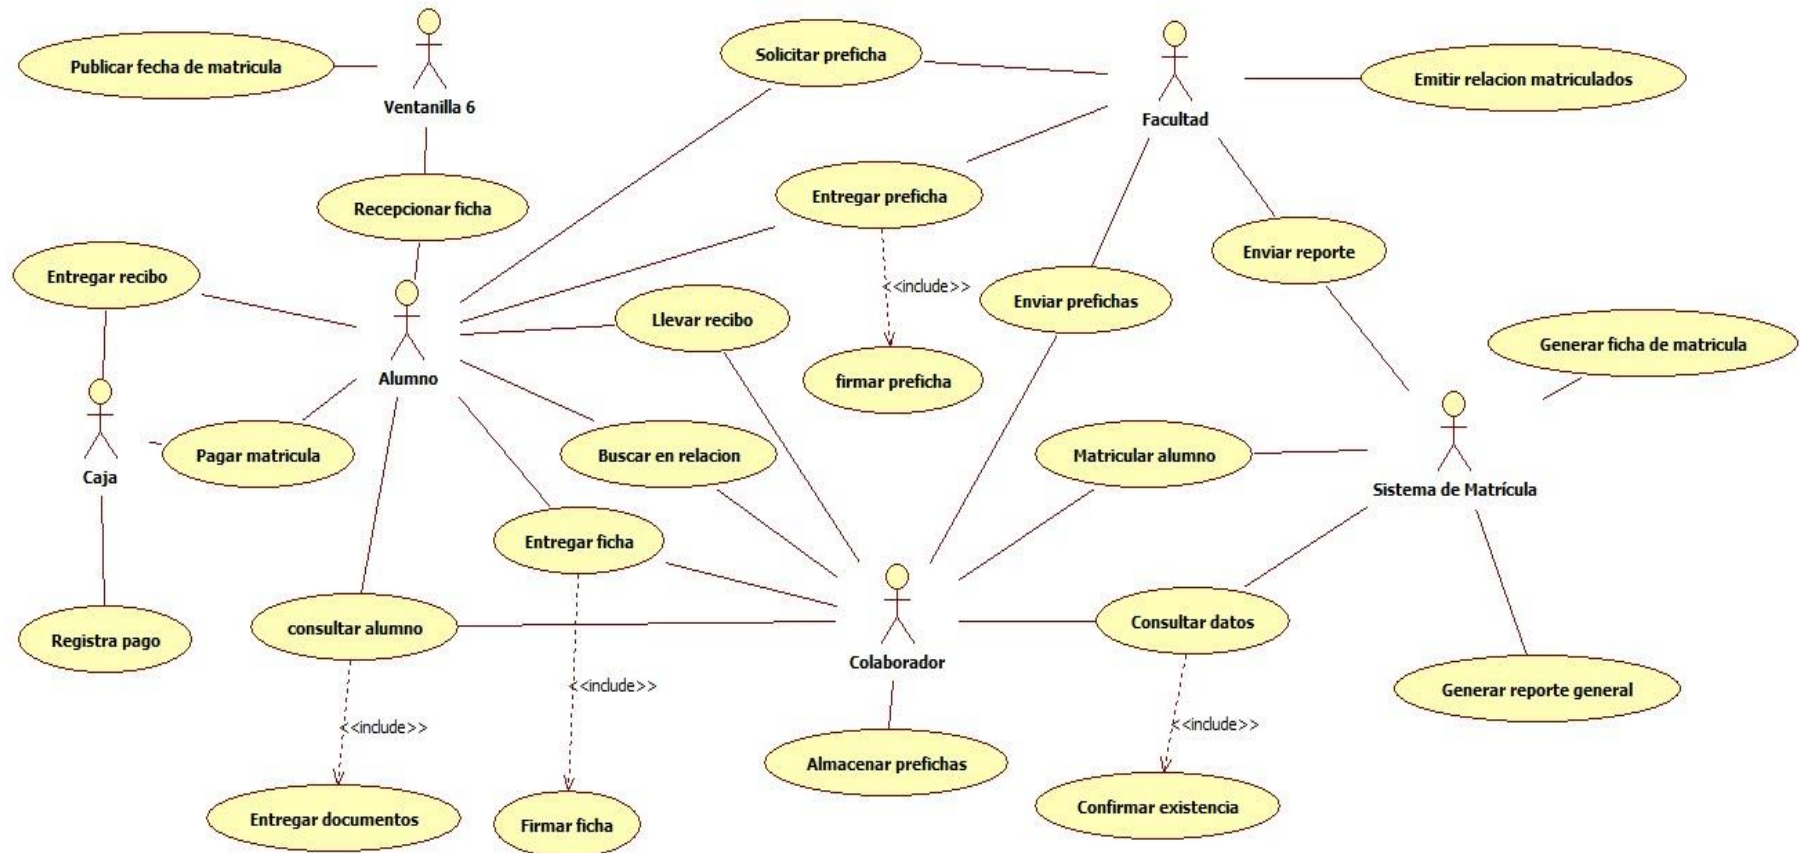 Solicitar preficha
Publicar fecha de matricula
Emitir relacion matriculados
Ventanilla 6
Facultad
Entregar preficha
Recepcionar ficha
Enviar reporte
Entregar recibo
<<include>>
Enviar prefichas
Llevar recibo
Generar ficha de matricula
Alumno
firmar preficha
Pagar matricula
Buscar en relacion
Matricular alumno
Caja
Sistema de Matrícula
Entregar ficha
consultar alumno
Consultar datos
Registra pago
Colaborador
<<include>>
Generar reporte general
<<include>>
<<include>>
Almacenar prefichas
Confirmar existencia
Entregar documentos
Firmar ficha